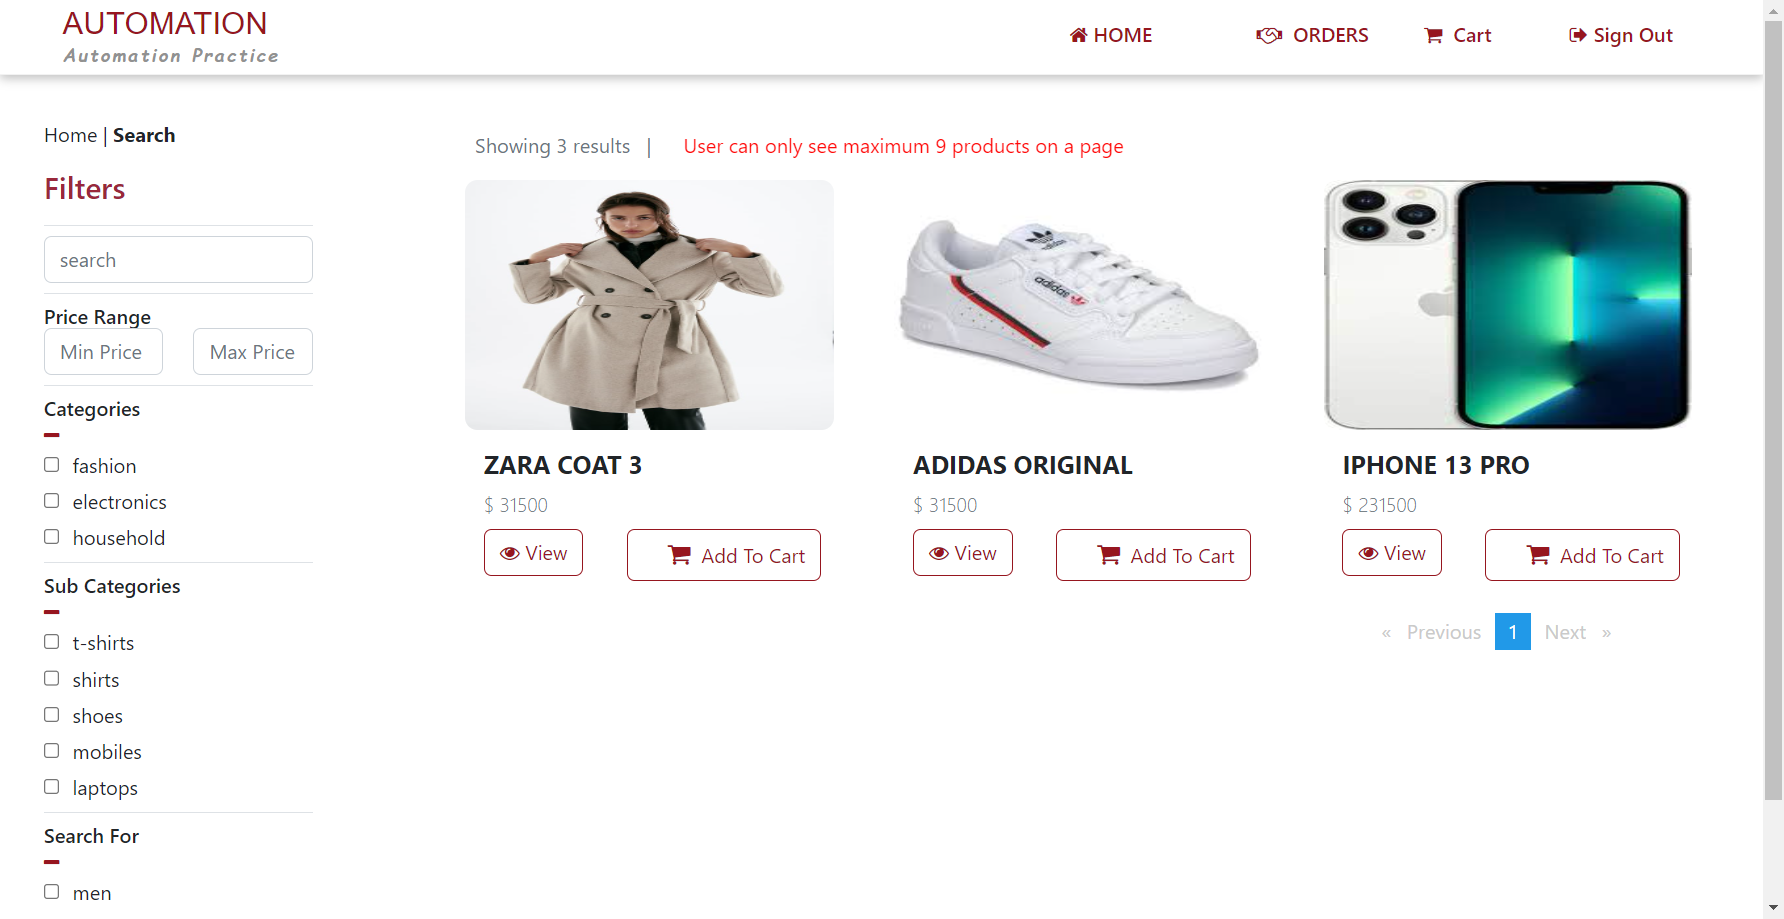 AUTOMATION
Automation Practice
HOME
ORDERS
Cart
Sign Out
Home | Search
Showing 3 results |
User can only see maximum 9 products on a page
Filters
search
Price Range
Min Price
Max Price
Categories
fashion
electronics
household
Sub Categories
t-shirts
shirts
shoes
mobiles
laptops
Search For
men
adidas
adidas
ZARA COAT 3
$ 31500
View
Add To Cart
ADIDAS ORIGINAL
$ 31500
View
Add To Cart
IPHONE 13 PRO
$ 231500
View
Add To Cart
« Previous 1 Next »